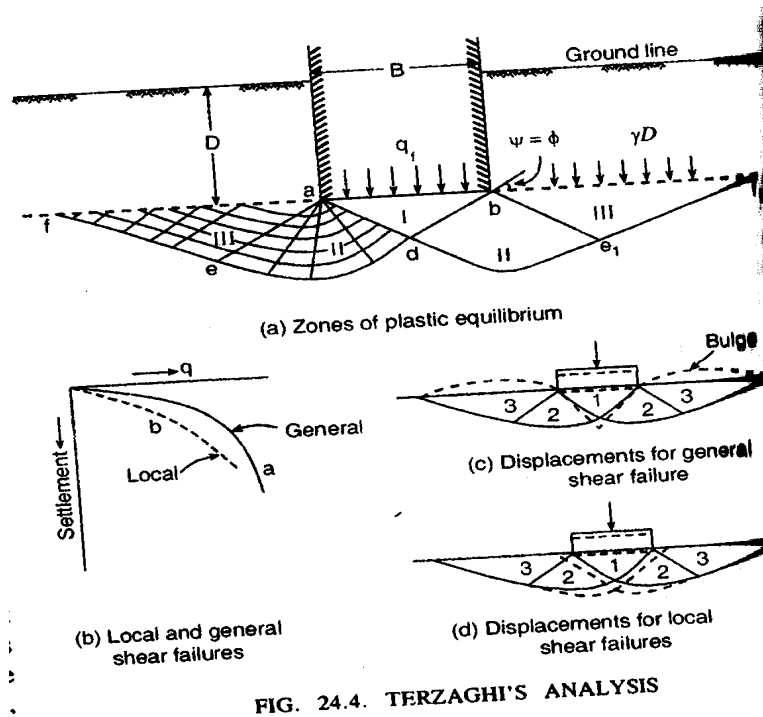 Ground line
B
D
q_f
ψ = ϕ
γD
a
b
f
I
III
III
II
d
II
e
e₁
(a) Zones of plastic equilibrium
q
Bulge
b
General
Local
a
Settlement
3 2 1 2 3
(c) Displacements for general
shear failure
3 2 1 2 3
(b) Local and general
shear failures
(d) Displacements for local
shear failures
FIG. 24.4. TERZAGHI'S ANALYSIS